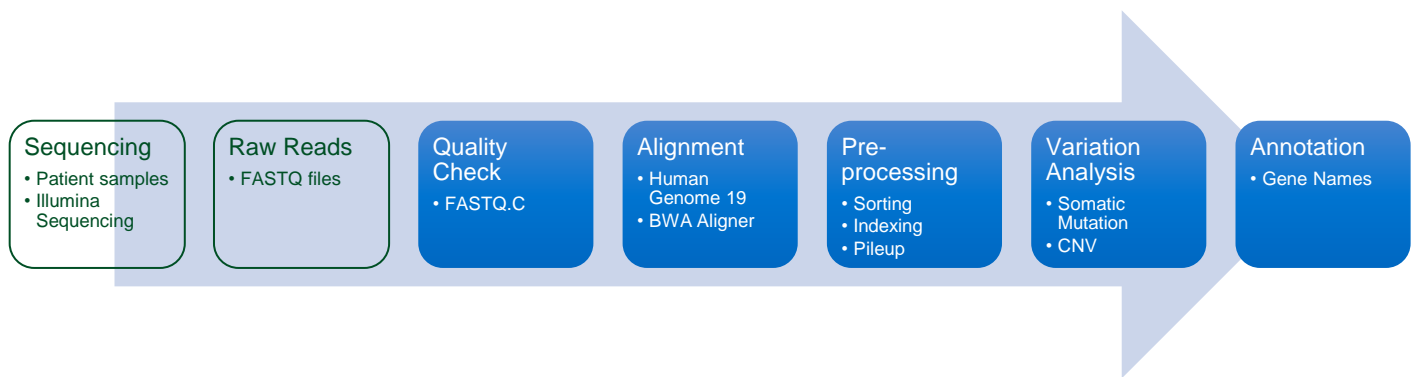 Sequencing
• Patient samples
• Illumina
Sequencing
Raw Reads
• FASTQ files
Quality
Check
• FASTQ.C
Alignment
• Human
Genome 19
• BWA Aligner
Pre-
processing
• Sorting
• Indexing
• Pileup
Variation
Analysis
• Somatic
Mutation
• CNV
Annotation
• Gene Names